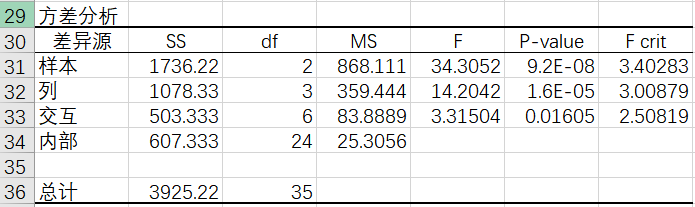 29 方差分析
30 差异源 SS df MS F P-value F crit
31 样本 1736.22 2 868.111 34.3052 9.2E-08 3.40283
32 列 1078.33 3 359.444 14.2042 1.6E-05 3.00879
33 交互 503.333 6 83.8889 3.31504 0.01605 2.50819
34 内部 607.333 24 25.3056
35
36 总计 3925.22 35